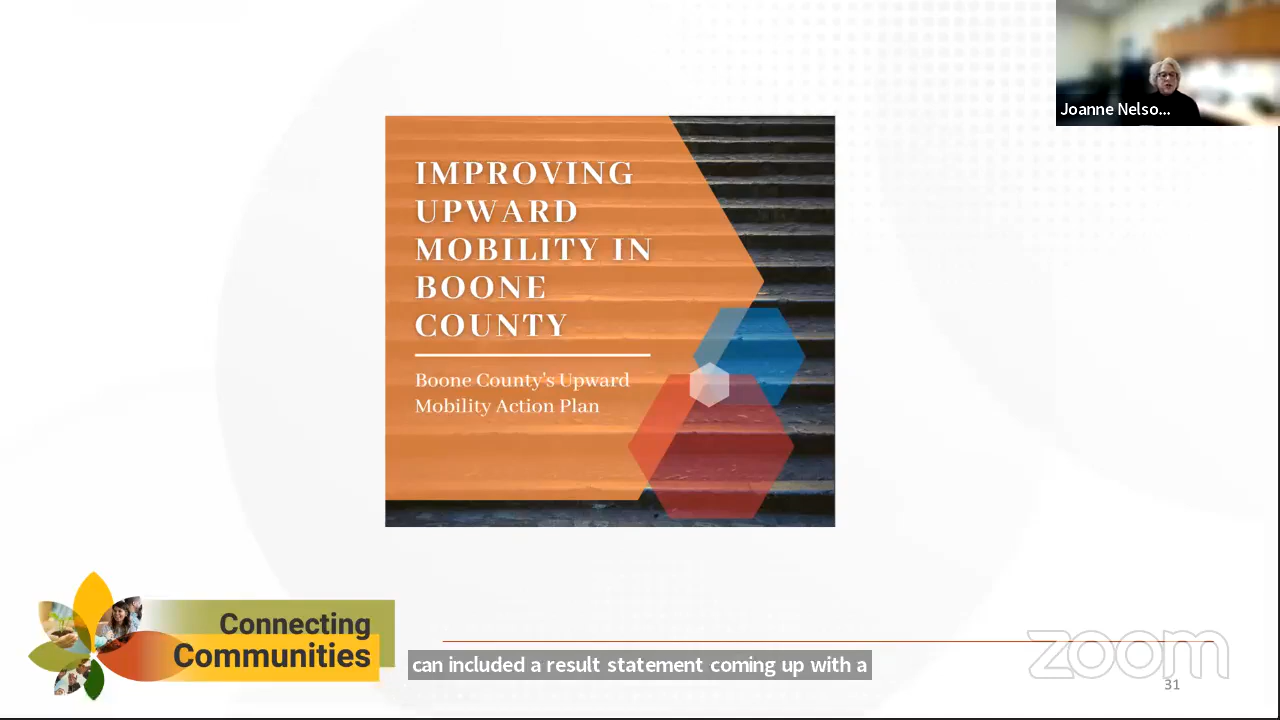 Joanne Nelso...
IMPROVING
UPWARD
MOBILITY IN
BOONE
COUNTY
Boone County's Upward
Mobility Action Plan
Connecting
Communities
can included a result statement coming up with a
zoom
31